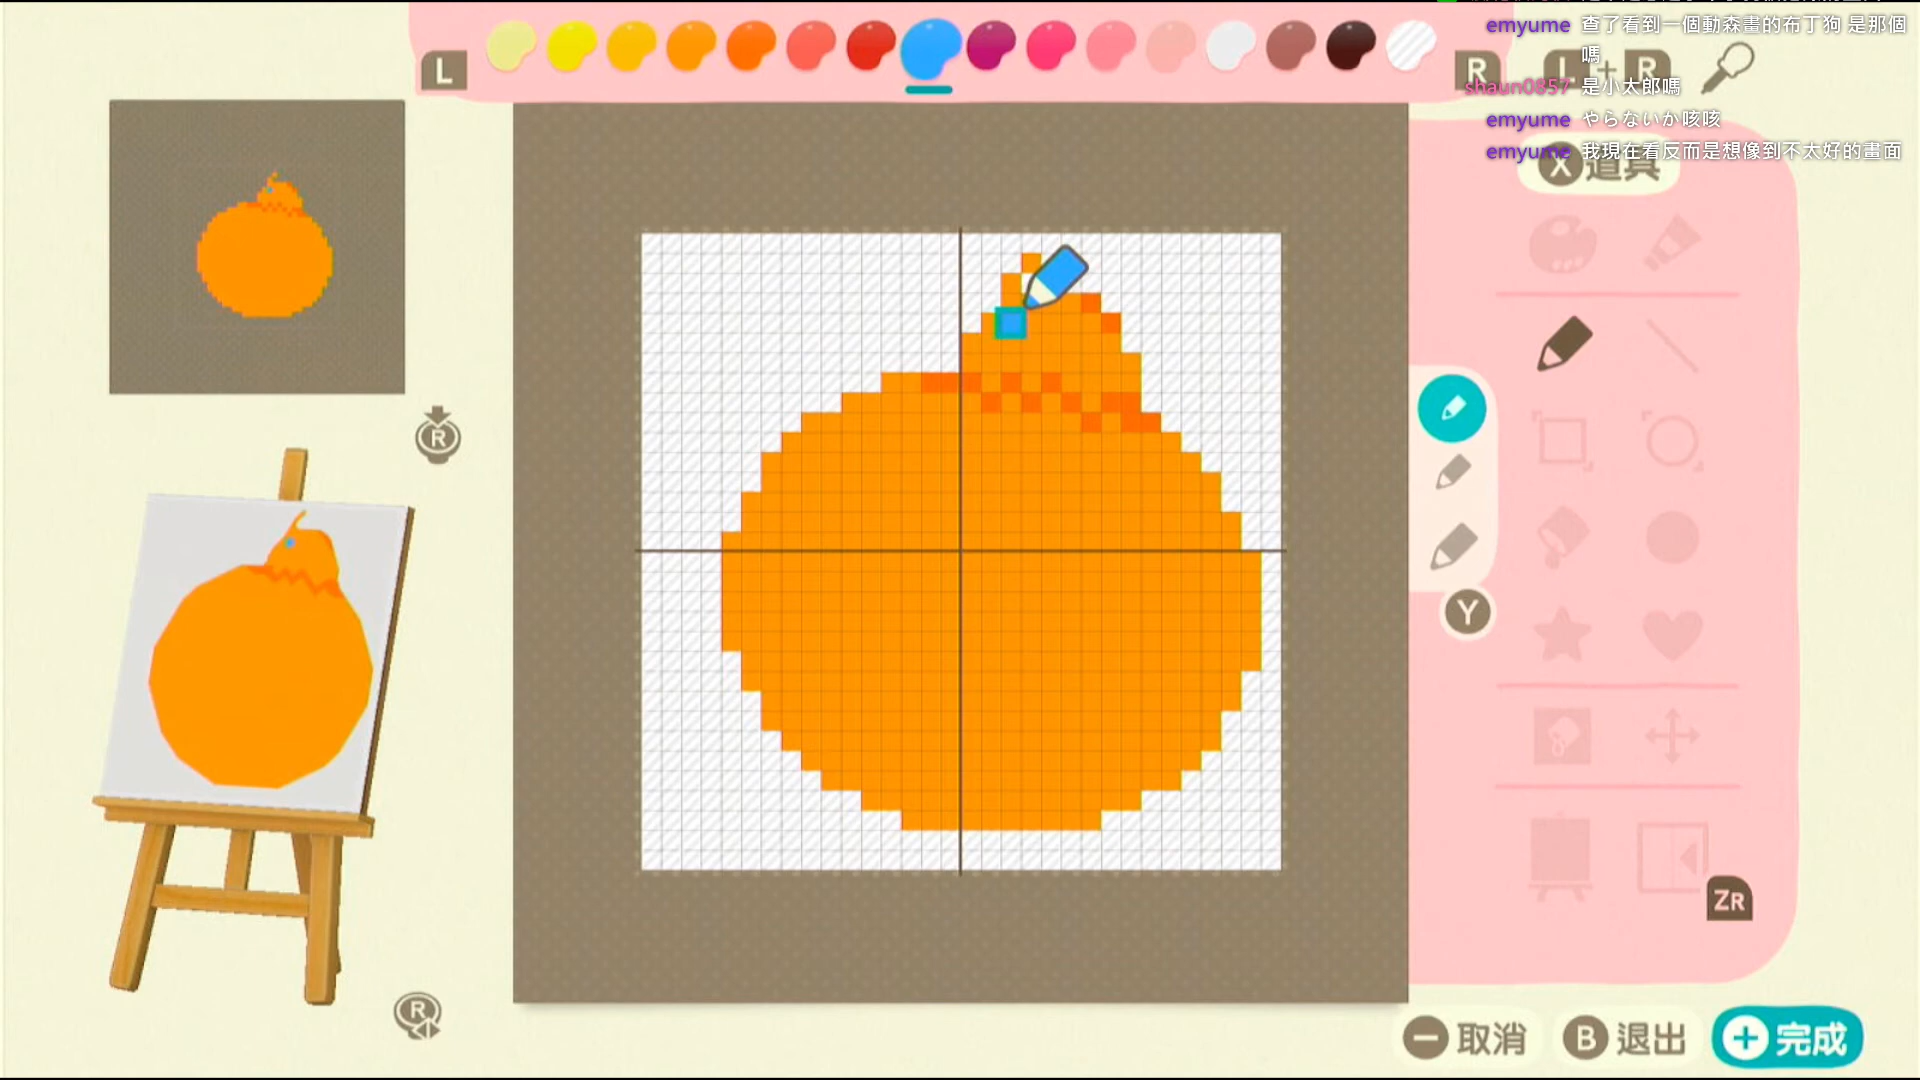 L
R
L + R
emyume 查了看到一個動森畫的布丁狗 是那個
嗎
shaun0857 是小太郎嗎
emyume やらないか咳咳
emyume 我現在看反而是想像到不太好的畫面
X 道具
R
Y
ZR
R
取消
B 退出
完成